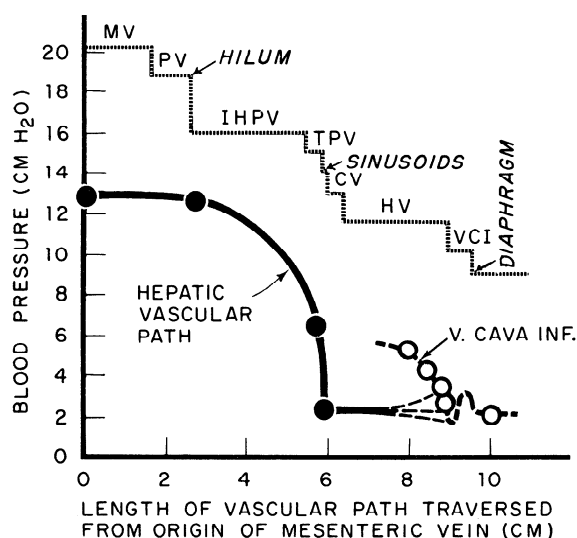 MV
PV
HILUM
IHPV
TPV
SINUSOIDS
CV
HV
VCI
DIAPHRAGM
BLOOD PRESSURE (CM H₂O)
20
18
16
14
12
10
8
6
4
2
0
HEPATIC
VASCULAR
PATH
V. CAVA INF.
0 2 4 6 8 10
LENGTH OF VASCULAR PATH TRAVERSED
FROM ORIGIN OF MESENTERIC VEIN (CM)